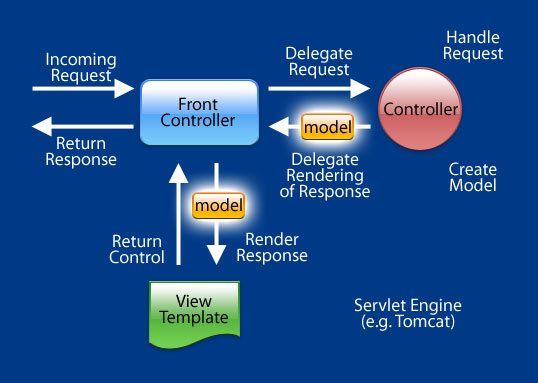 Incoming
Request
Delegate
Request
Handle
Request
Front
Controller
Controller
model
Return
Response
Delegate
Rendering
of Response
Create
Model
model
Return
Control
Render
Response
View
Template
Servlet Engine
(e.g. Tomcat)